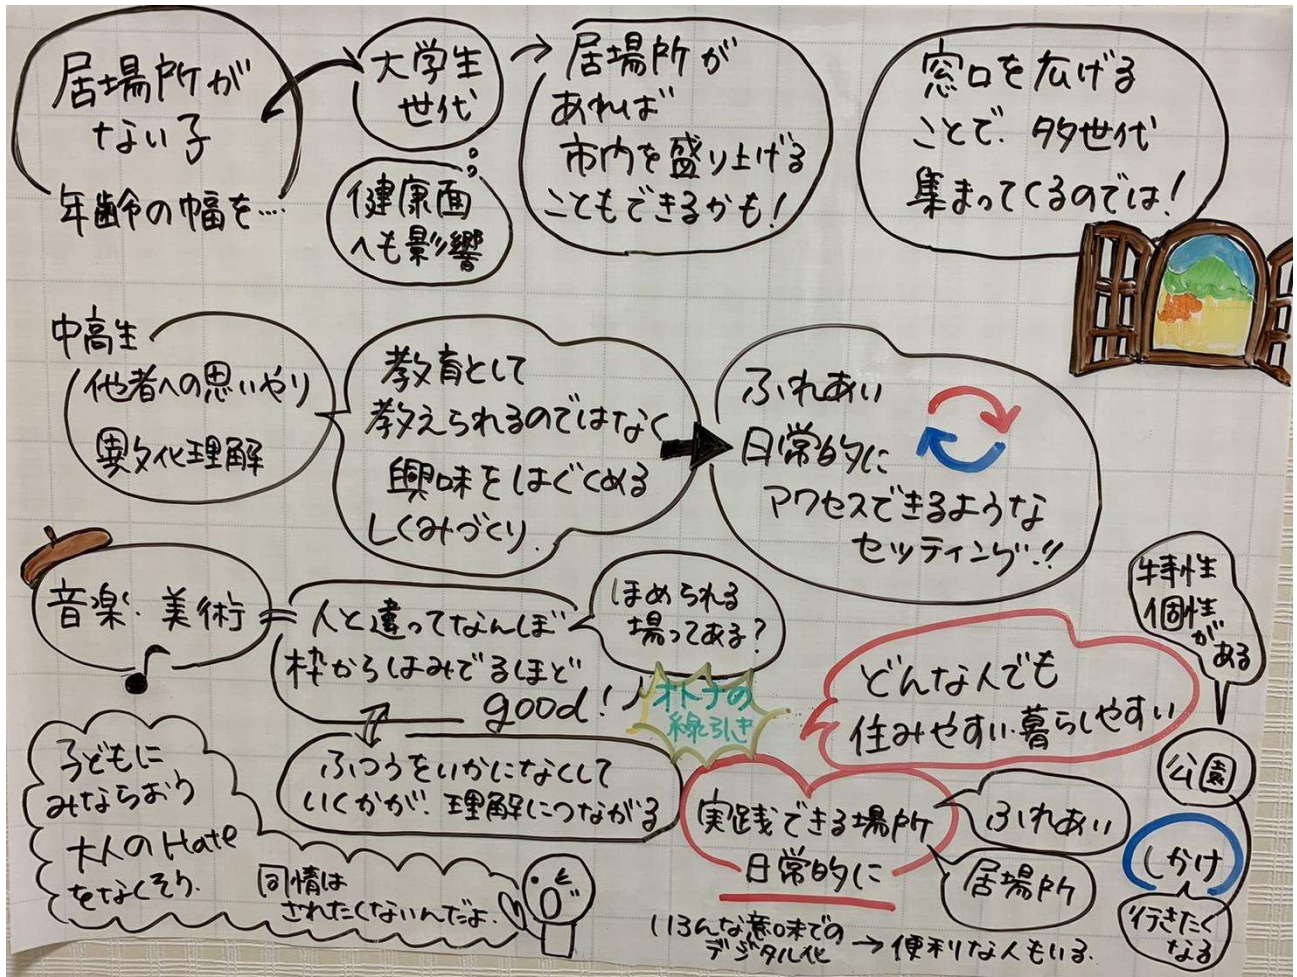 居場所が
ない子
年齢の幅を…
大学生
世代
健康面
へも影響
居場所が
あれば
市内を盛り上げる
こともできるかも!
窓口を広げる
ことで、多世代
集まってくるのでは!
中高生
他者への思いやり
異文化理解
教育として
教えられるのではなく
興味をはぐくめる
しくみづくり.
ふれあい
日常的に
アクセスできるような
セッティング!!
音楽・美術
人と違ってなんぼ
枠からはみでるほど
good!
ほめられる
場ってある?
オトナの
線引き
ふつうをいかになくして
いくかが、理解につながる
どんな人でも
住みやすい・暮らしやすい
実践できる場所
日常的に
ふれあい
居場所
特性
個性
が
ある
公園
しかけ
行きたく
なる
子どもに
みならおう
大人のHate
をなくそう.
同情は
されたくないんだよ.
いろんな意味での
デジタル化 → 便利な人もいる.